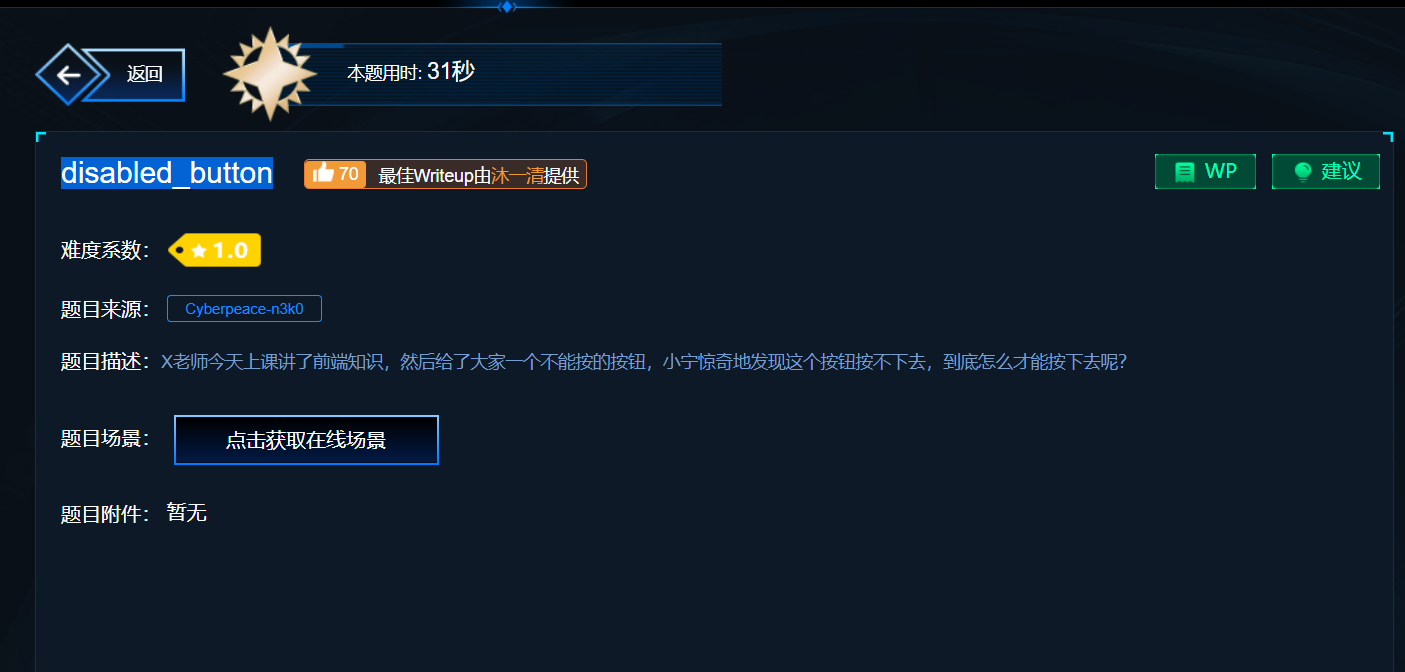 返回
本题用时: 31秒
disabled_button 70 最佳Writeup由沐一清提供 WP 建议
难度系数： 1.0
题目来源： Cyberpeace-n3k0
题目描述： X老师今天上课讲了前端知识，然后给了大家一个不能按的按钮，小宁惊奇地发现这个按钮按不下去，到底怎么才能按下去呢？
题目场景： 点击获取在线场景
题目附件： 暂无